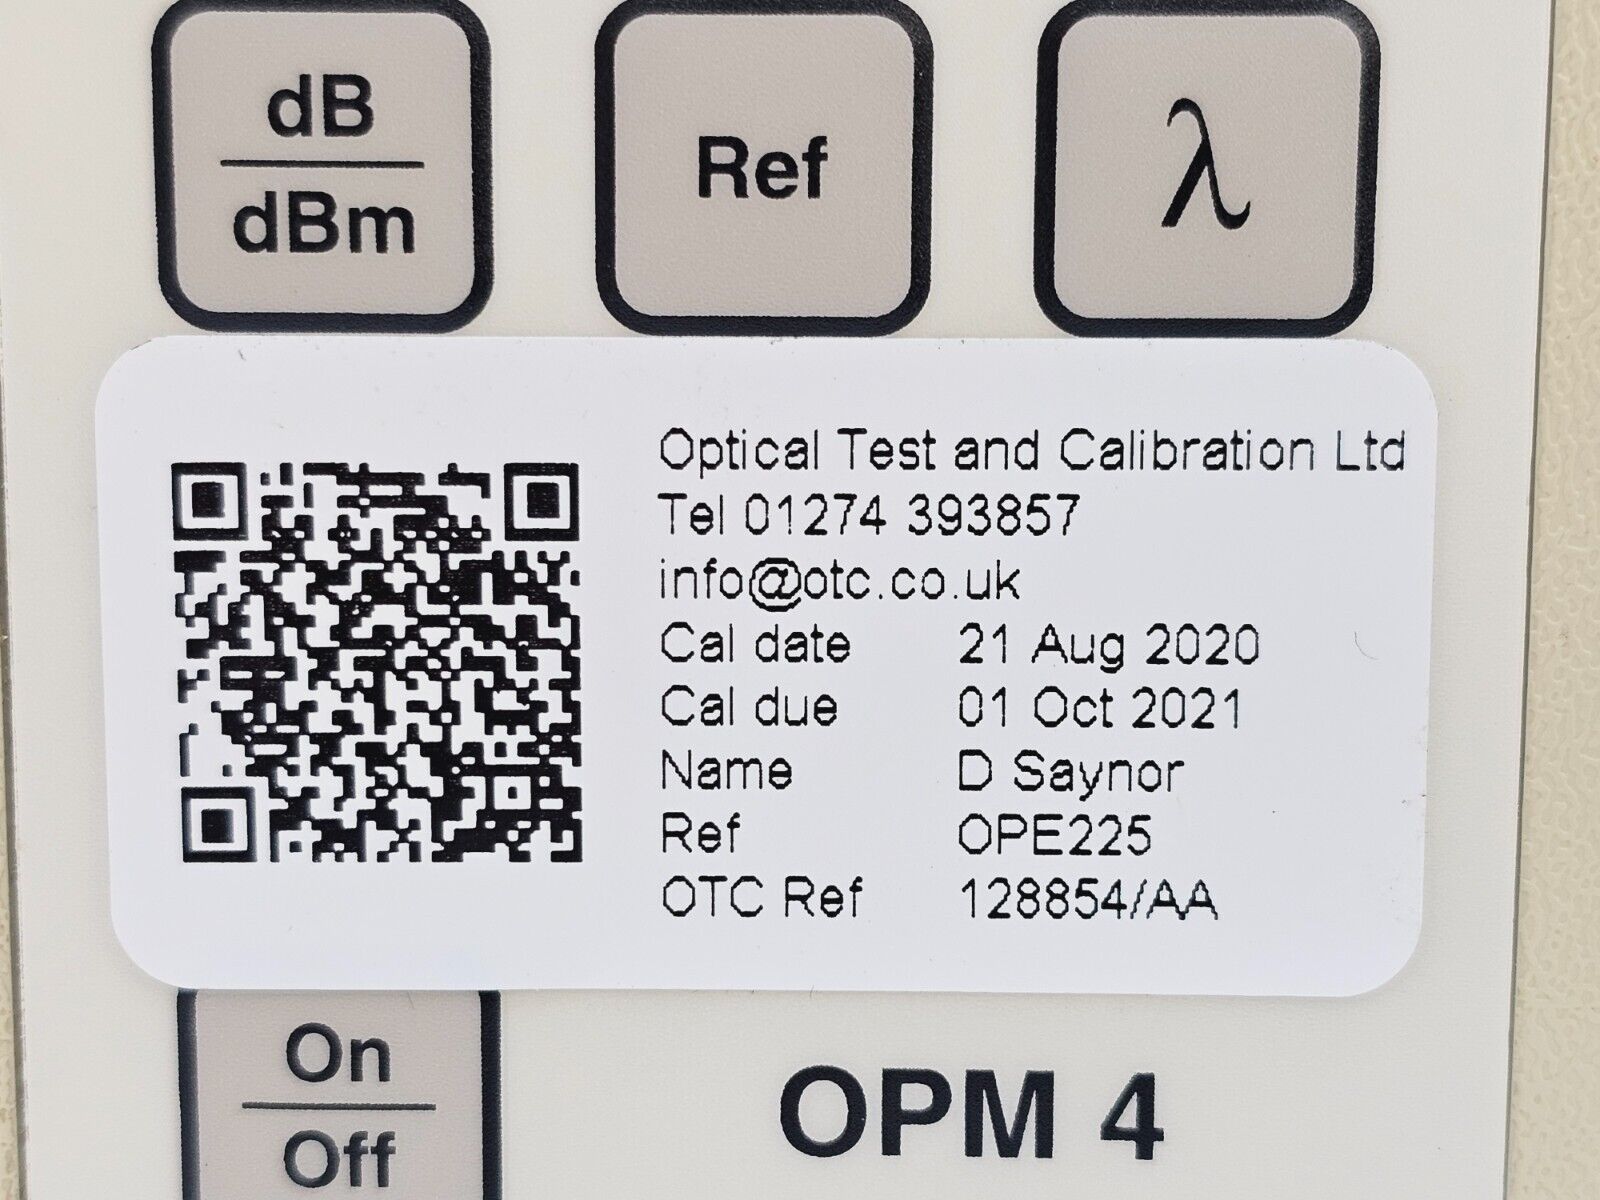 dB
dBm
Ref
λ
Optical Test and Calibration Ltd
Tel 01274 393857
info@otc.co.uk
Cal date 21 Aug 2020
Cal due 01 Oct 2021
Name D Saynor
Ref OPE225
OTC Ref 128854/AA
On
Off
OPM 4